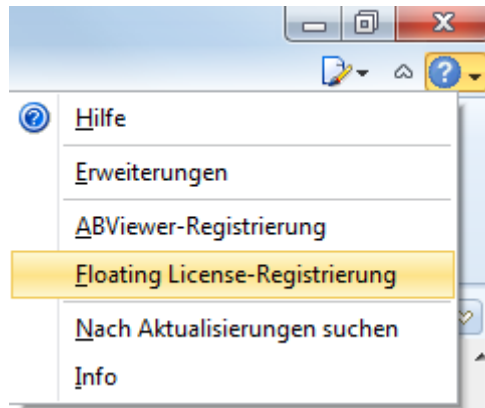 Hilfe
Erweiterungen
ABViewer-Registrierung
Floating License-Registrierung
Nach Aktualisierungen suchen
Info